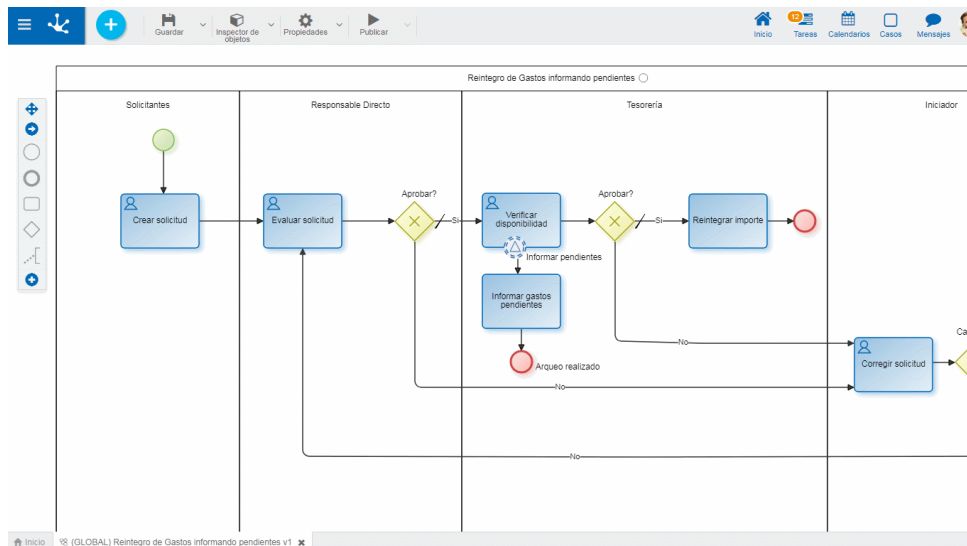 Guardar
Inspector de
objetos
Propiedades
Publicar
Inicio
12
Tareas
Calendarios
Casos
Mensajes
Reintegro de Gastos informando pendientes
Solicitantes
Responsable Directo
Tesorería
Iniciador
Crear solicitud
Evaluar solicitud
Aprobar?
Si
Verificar
disponibilidad
Aprobar?
Si
Reintegrar importe
Informar pendientes
Informar gastos
pendientes
Arqueo realizado
No
Corregir solicitud
Ca
No
No
Inicio
(GLOBAL) Reintegro de Gastos informando pendientes v1